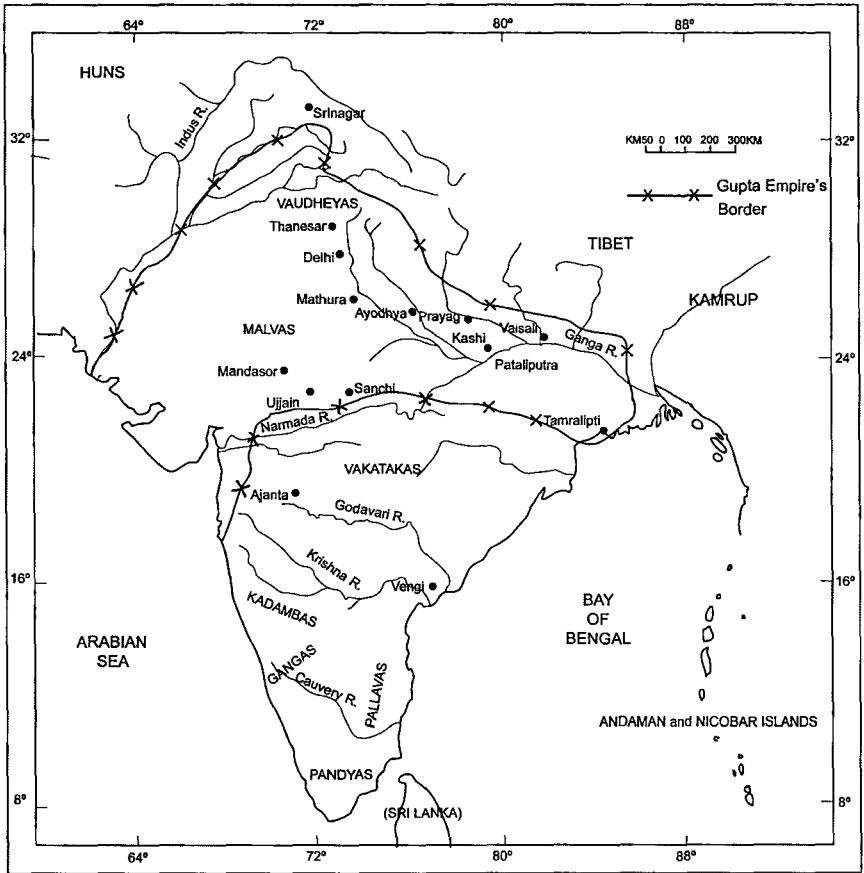 64°
72°
80°
88°
HUNS
Indus R.
Srinagar
32°
32°
KM50 0 100 200 300KM
Gupta Empire's
Border
VAUDHEYAS
Thanesar
Delhi
TIBET
Mathura
Ayodhya
Prayag
KAMRUP
MALVAS
Kashi
Vaisali
Ganga R.
24°
24°
Mandasor
Pataliputra
Ujjain
Sanchi
Narmada R.
Tamralipti
VAKATAKAS
Ajanta
Godavari R.
Krishna R.
16°
16°
Vengi
KADAMBAS
BAY
OF
BENGAL
ARABIAN
SEA
GANGAS
Cauvery R.
PALLAVAS
ANDAMAN and NICOBAR ISLANDS
PANDYAS
8°
8°
(SRI LANKA)
64°
72°
80°
88°